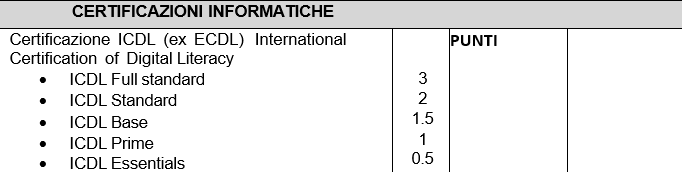 CERTIFICAZIONI INFORMATICHE
Certificazione ICDL (ex ECDL) International PUNTI
Certification of Digital Literacy
• ICDL Full standard 3
• ICDL Standard 2
• ICDL Base 1.5
• ICDL Prime 1
• ICDL Essentials 0.5